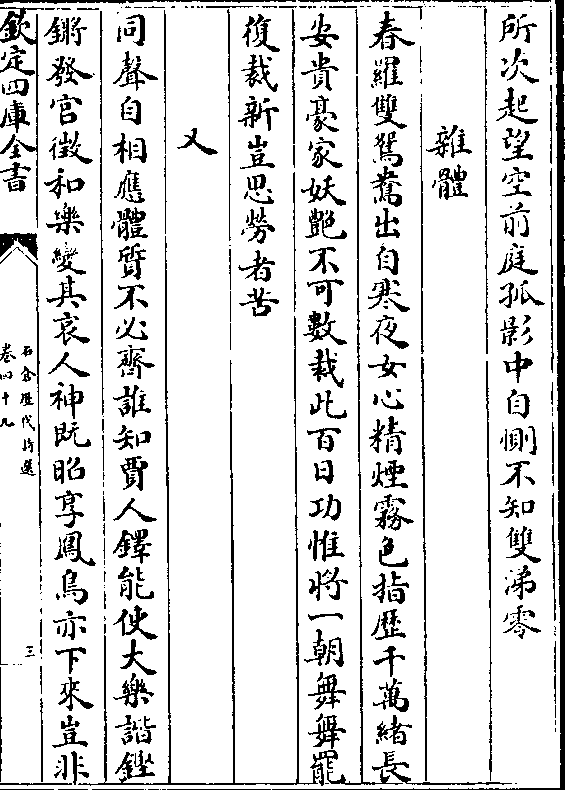 所次起望空前庭孤影中自惻不知雙涕零
雜體
春羅雙鴛鴦出自寒夜女心精煙霧色指歷千萬緒長
安貴豪家妖艶不可數裁此百日功惟將一朝舞舞罷
復裁新豈思勞者苦
又
同聲自相應體質不必齊誰知賈人鐸能使大樂諧鏗
鏘發宮徵和樂變其哀人神既昭享鳳鳥亦下來豈非
欽定四庫全書
石倉歷代詩選
卷四十九
三